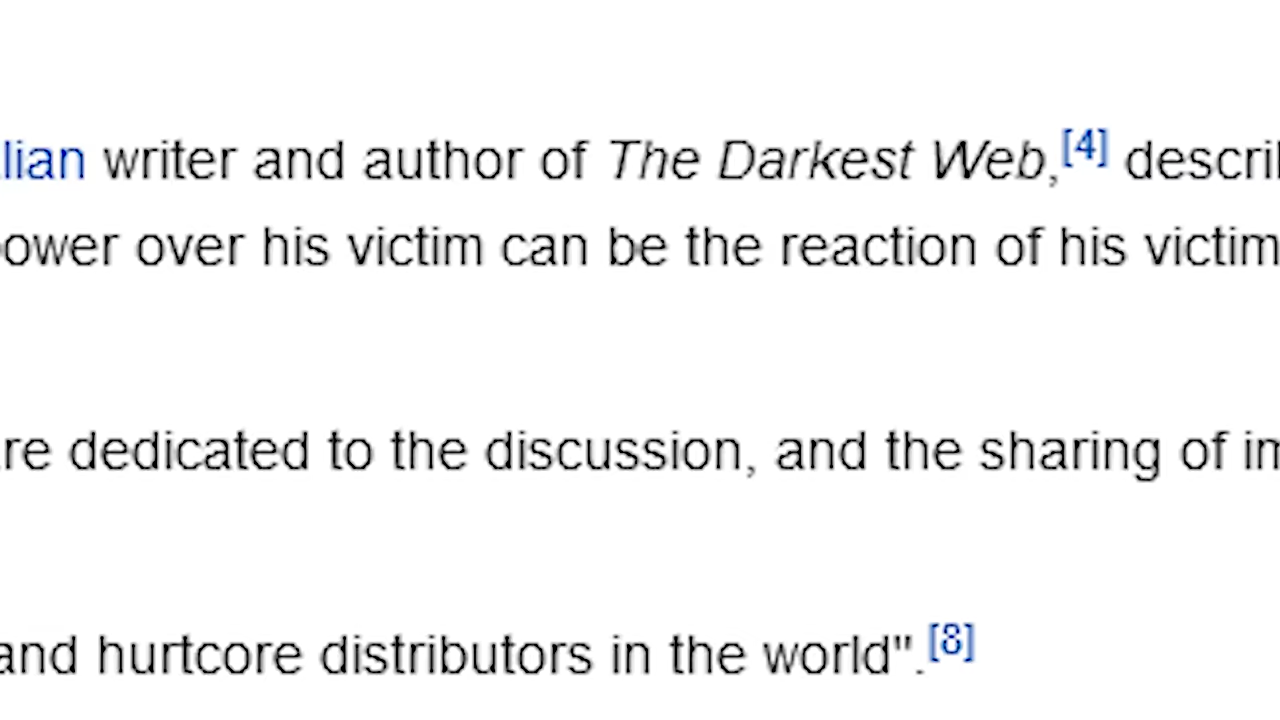 lian writer and author of The Darkest Web,[4] descri
ower over his victim can be the reaction of his victim
re dedicated to the discussion, and the sharing of im
and hurtcore distributors in the world".[8]